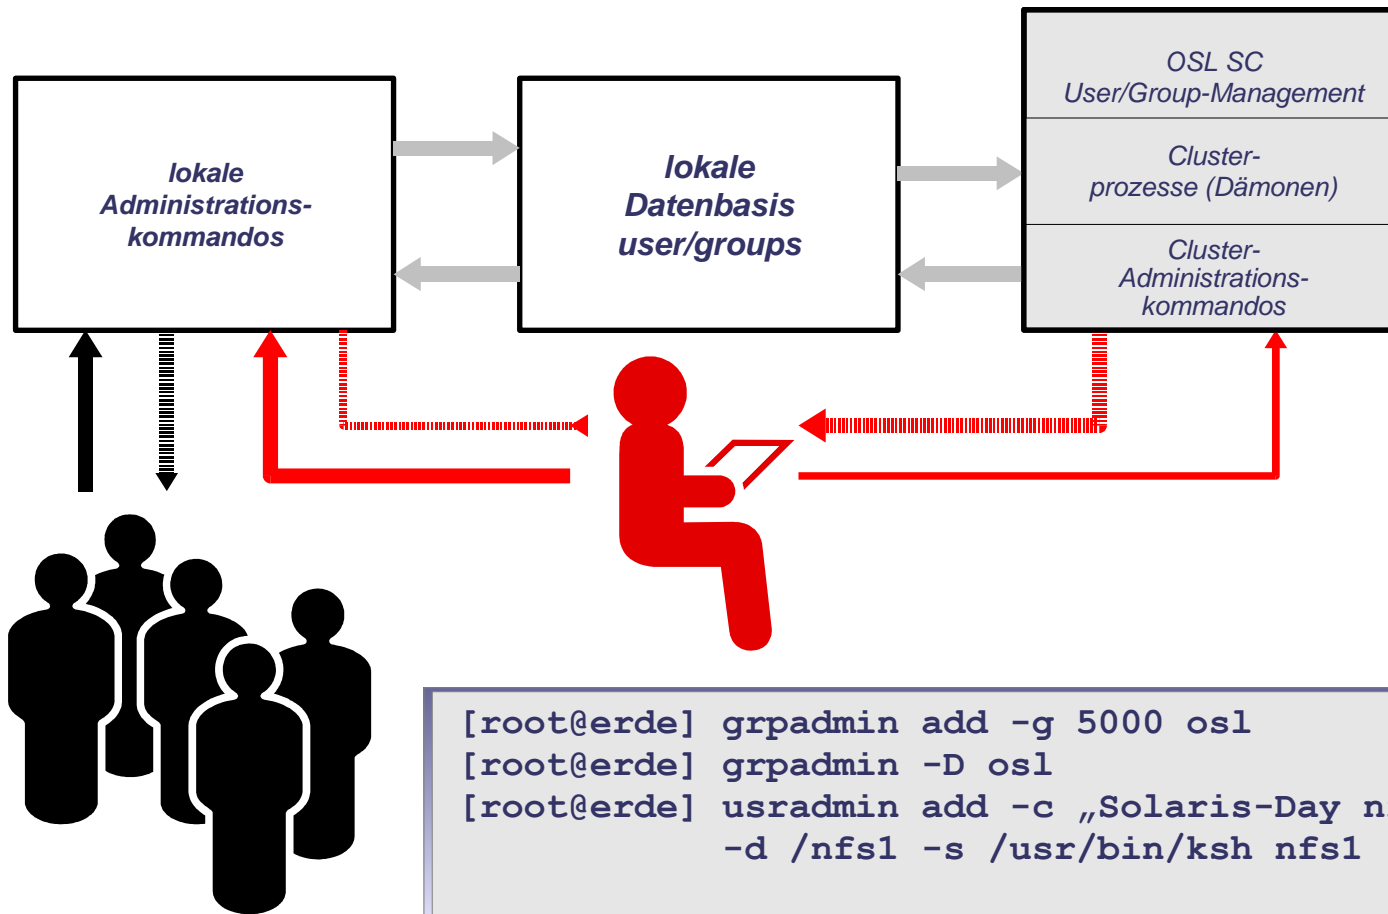 lokale
Administrations-
kommandos
lokale
Datenbasis
user/groups
OSL SC
User/Group-Management
Cluster-
prozesse (Dämonen)
Cluster-
Administrations-
kommandos
[root@erde] grpadmin add -g 5000 osl
[root@erde] grpadmin -D osl
[root@erde] usradmin add -c „Solaris-Day
-d /nfs1 -s /usr/bin/ksh nfs1